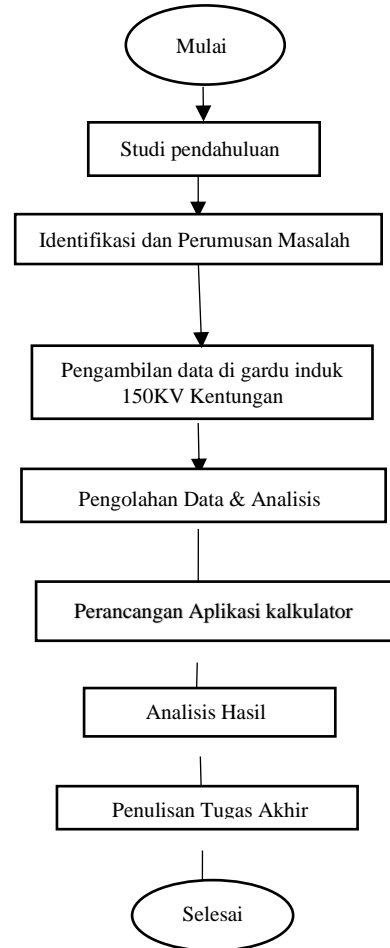 Mulai
Studi pendahuluan
Identifikasi dan Perumusan Masalah
Pengambilan data di gardu induk
150KV Kentungan
Pengolahan Data & Analisis
Perancangan Aplikasi kalkulator
Analisis Hasil
Penulisan Tugas Akhir
Selesai